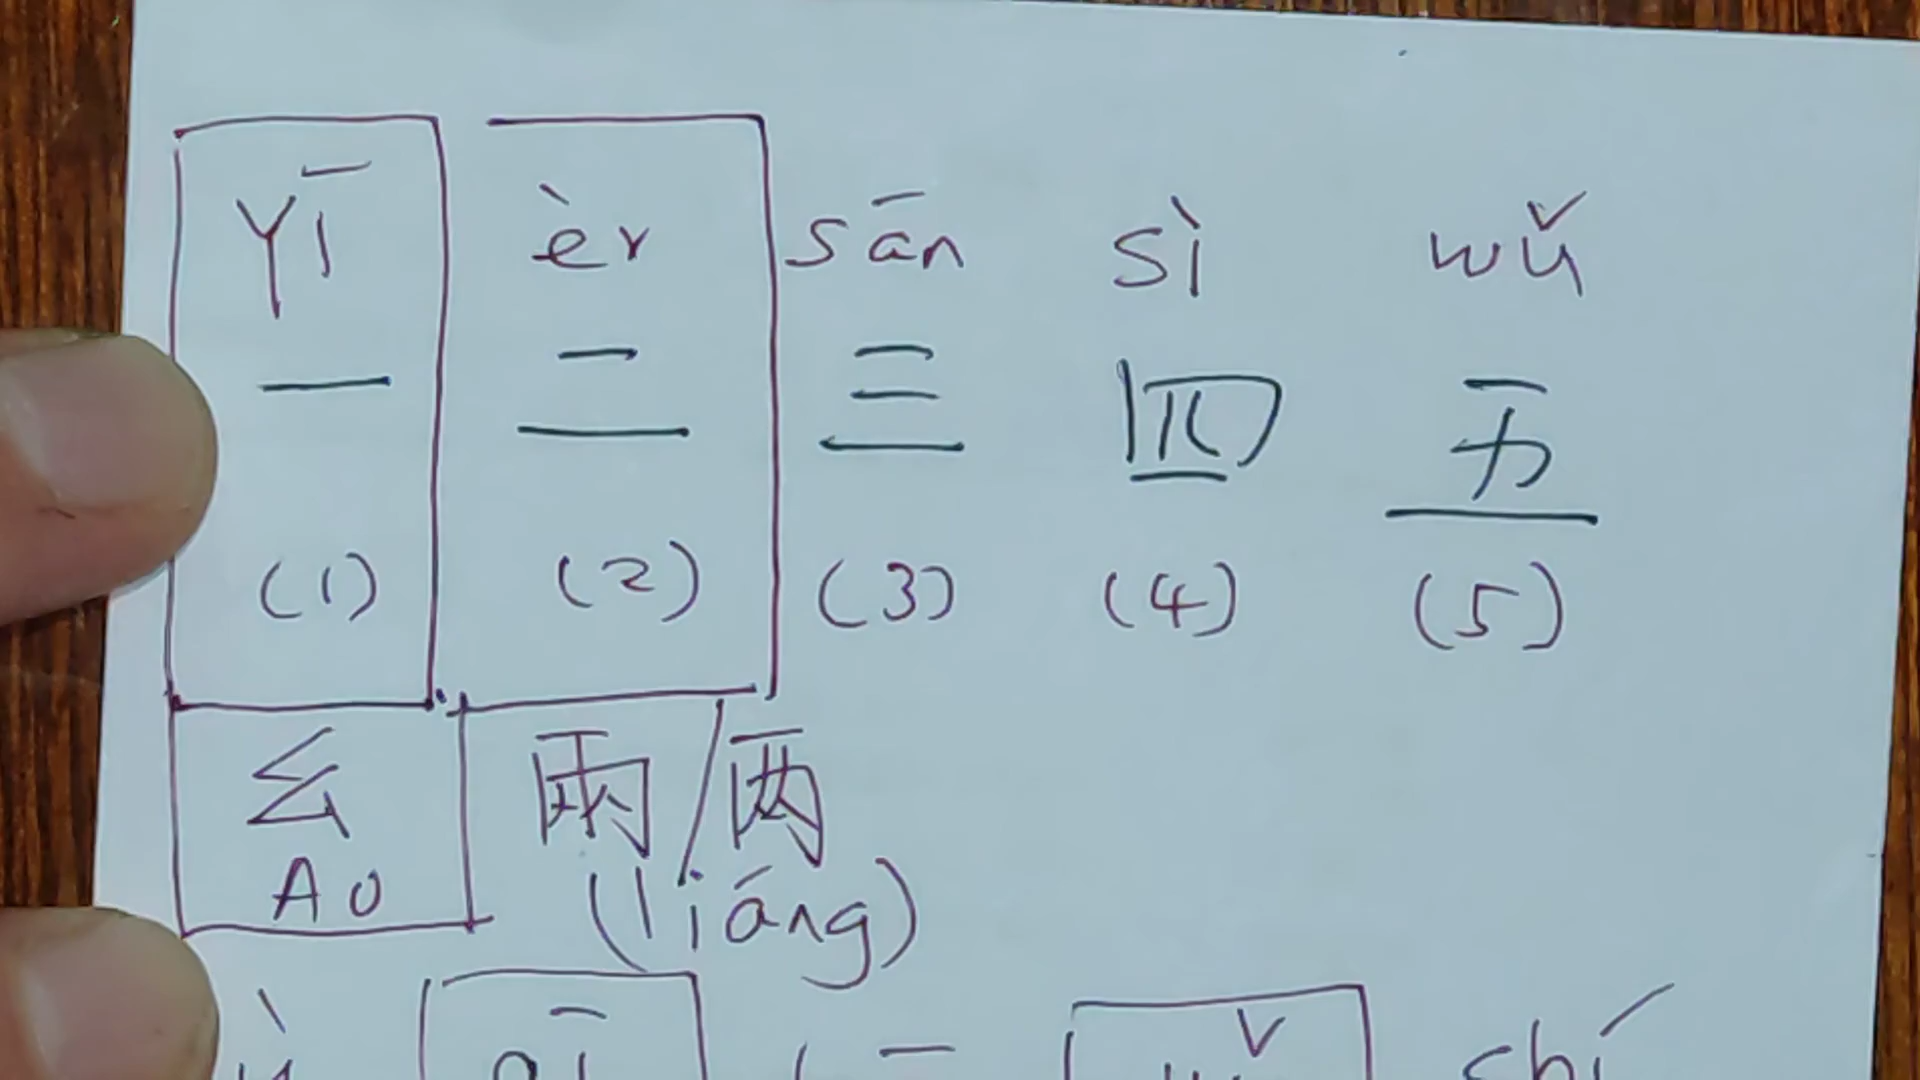 Yī èr sān sì wǔ
一 二 三 四 五
(1) (2) (3) (4) (5)
幺 兩/两
AO (liáng)